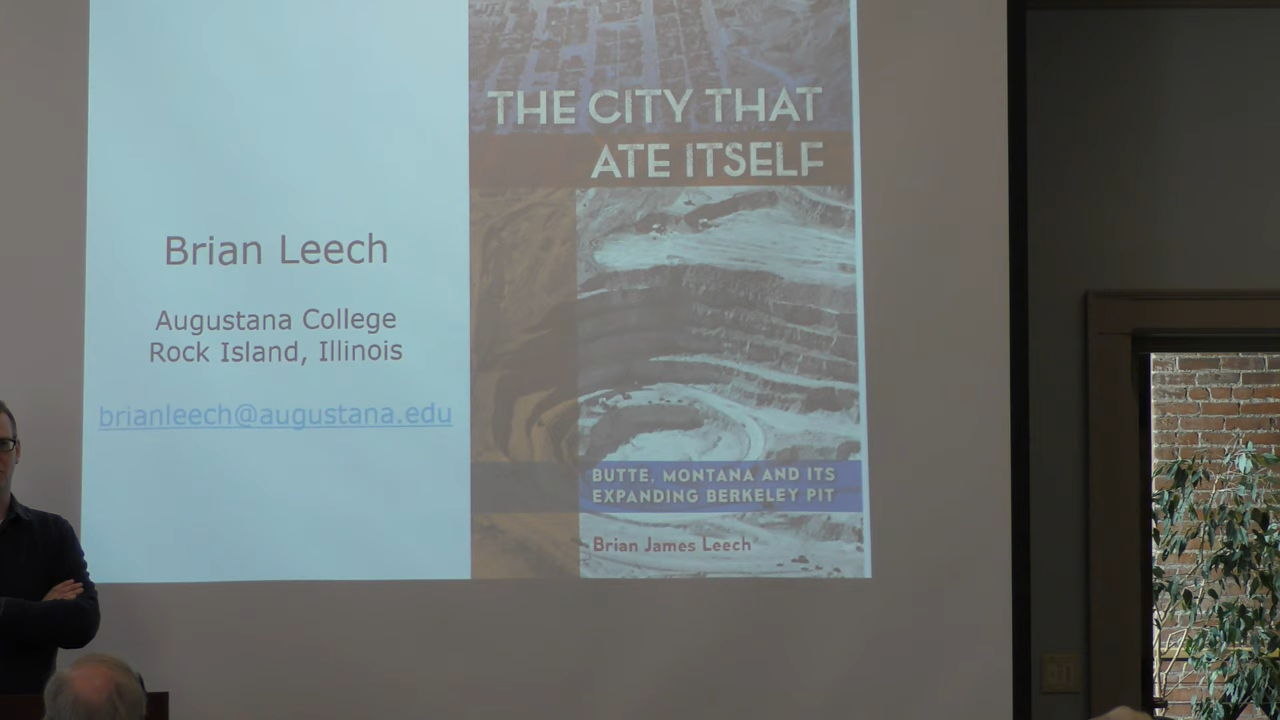 Brian Leech
Augustana College
Rock Island, Illinois
brianleech@augustana.edu
THE CITY THAT
ATE ITSELF
BUTTE, MONTANA AND ITS
EXPANDING BERKELEY PIT
Brian James Leech